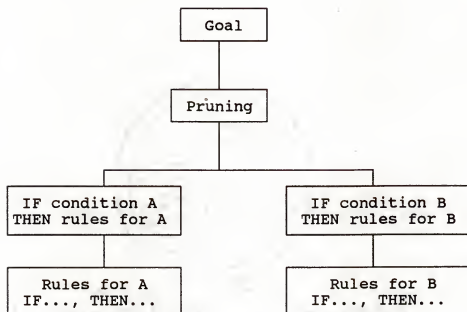 Goal
Pruning
IF condition A
THEN rules for A
IF condition B
THEN rules for B
Rules for A
IF..., THEN...
Rules for B
IF..., THEN...